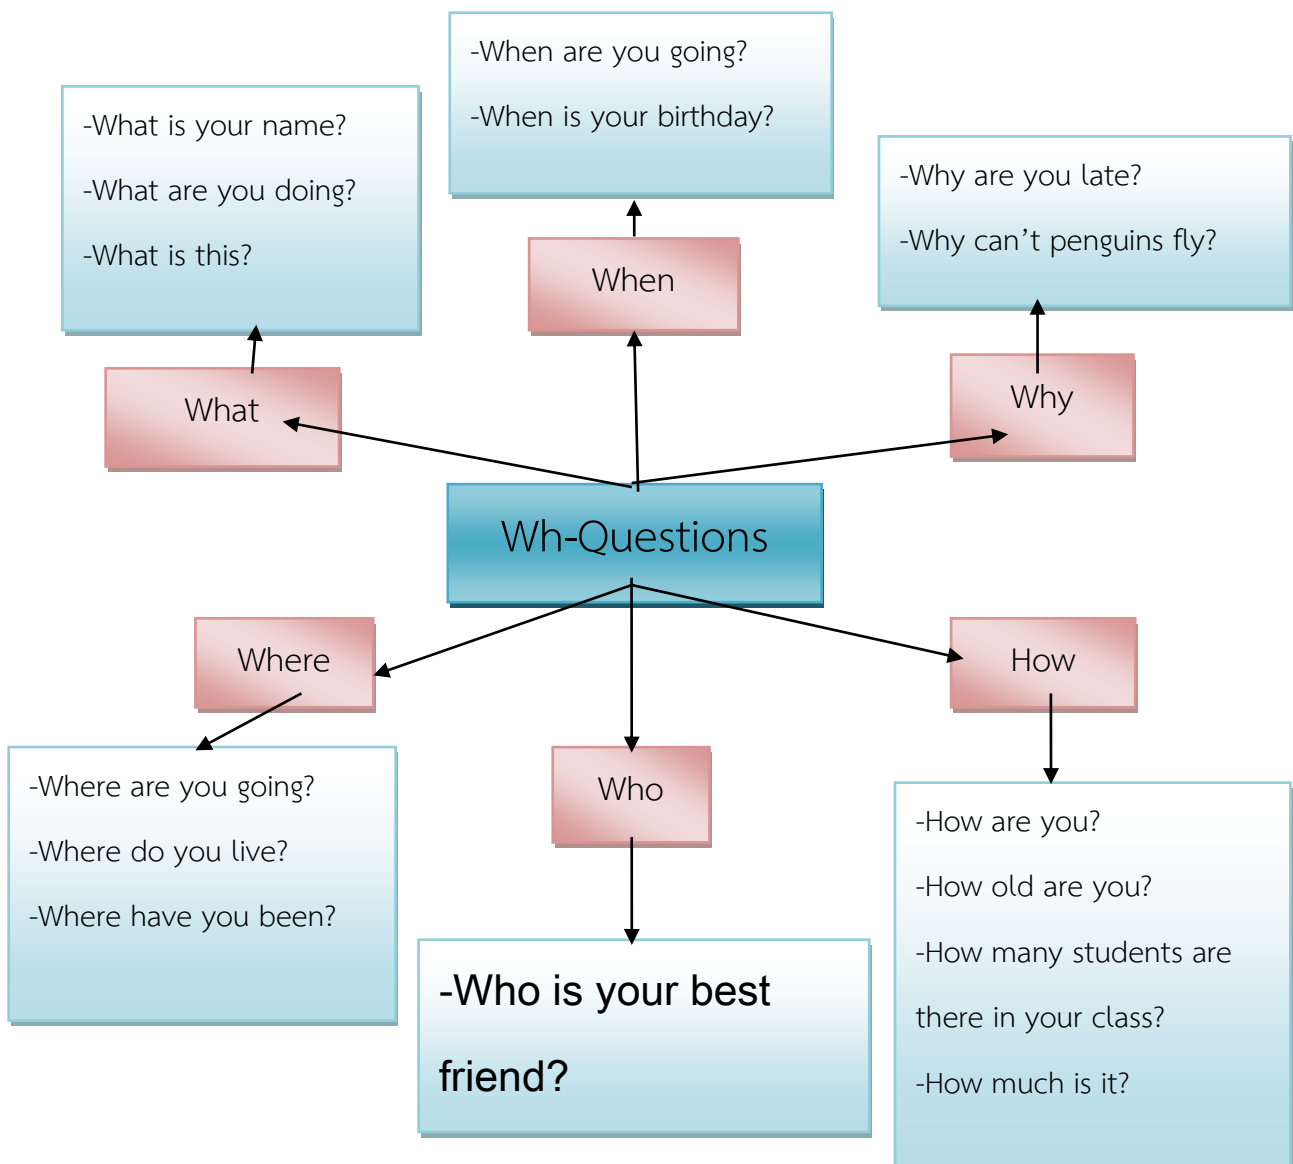 -When are you going?
-When is your birthday?
-What is your name?
-What are you doing?
-What is this?
-Why are you late?
-Why can’t penguins fly?
When
What
Why
Wh-Questions
Where
How
-Where are you going?
-Where do you live?
-Where have you been?
Who
-How are you?
-How old are you?
-How many students are
there in your class?
-How much is it?
-Who is your best
friend?